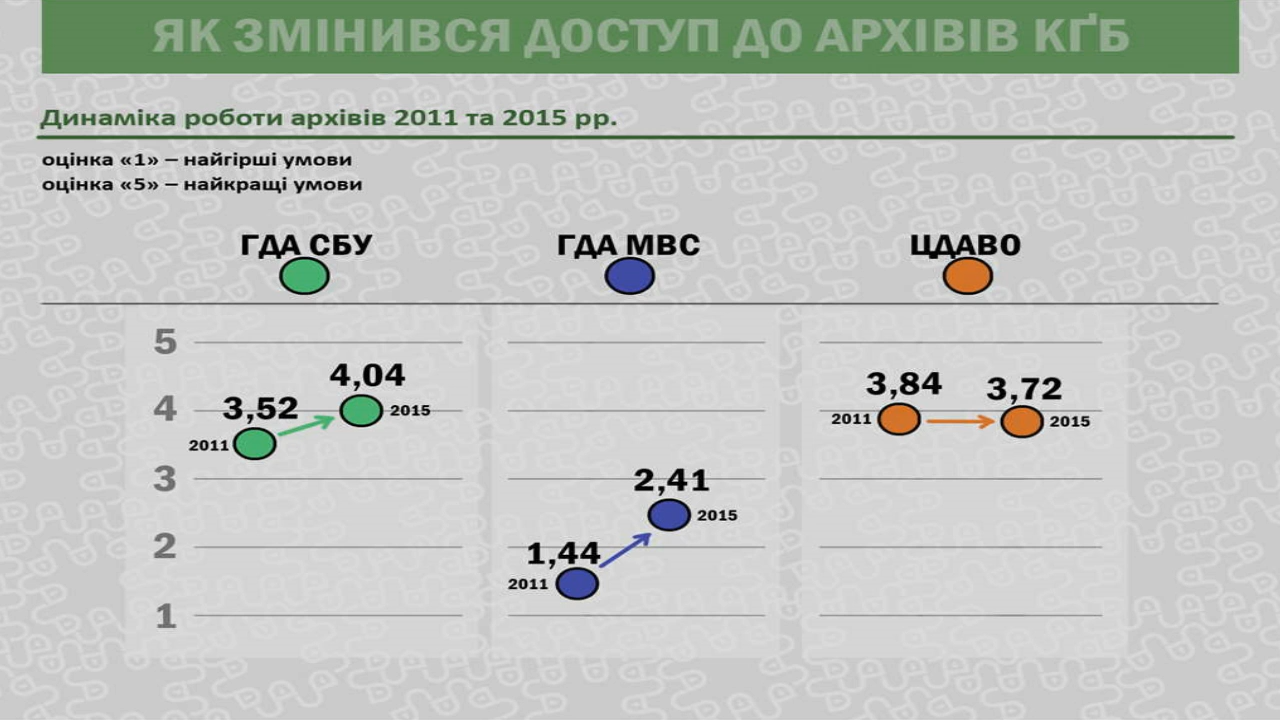 ЯК ЗМІНИВСЯ ДОСТУП ДО АРХІВІВ КҐБ
Динаміка роботи архівів 2011 та 2015 рр.
оцінка «1» – найгірші умови
оцінка «5» – найкращі умови
ГДА СБУ ГДА МВС ЦДАВО
5
4,04
3,84 3,72
4 3,52 2015 2011 2015
2011
3 2,41
2015
2 1,44
2011
1